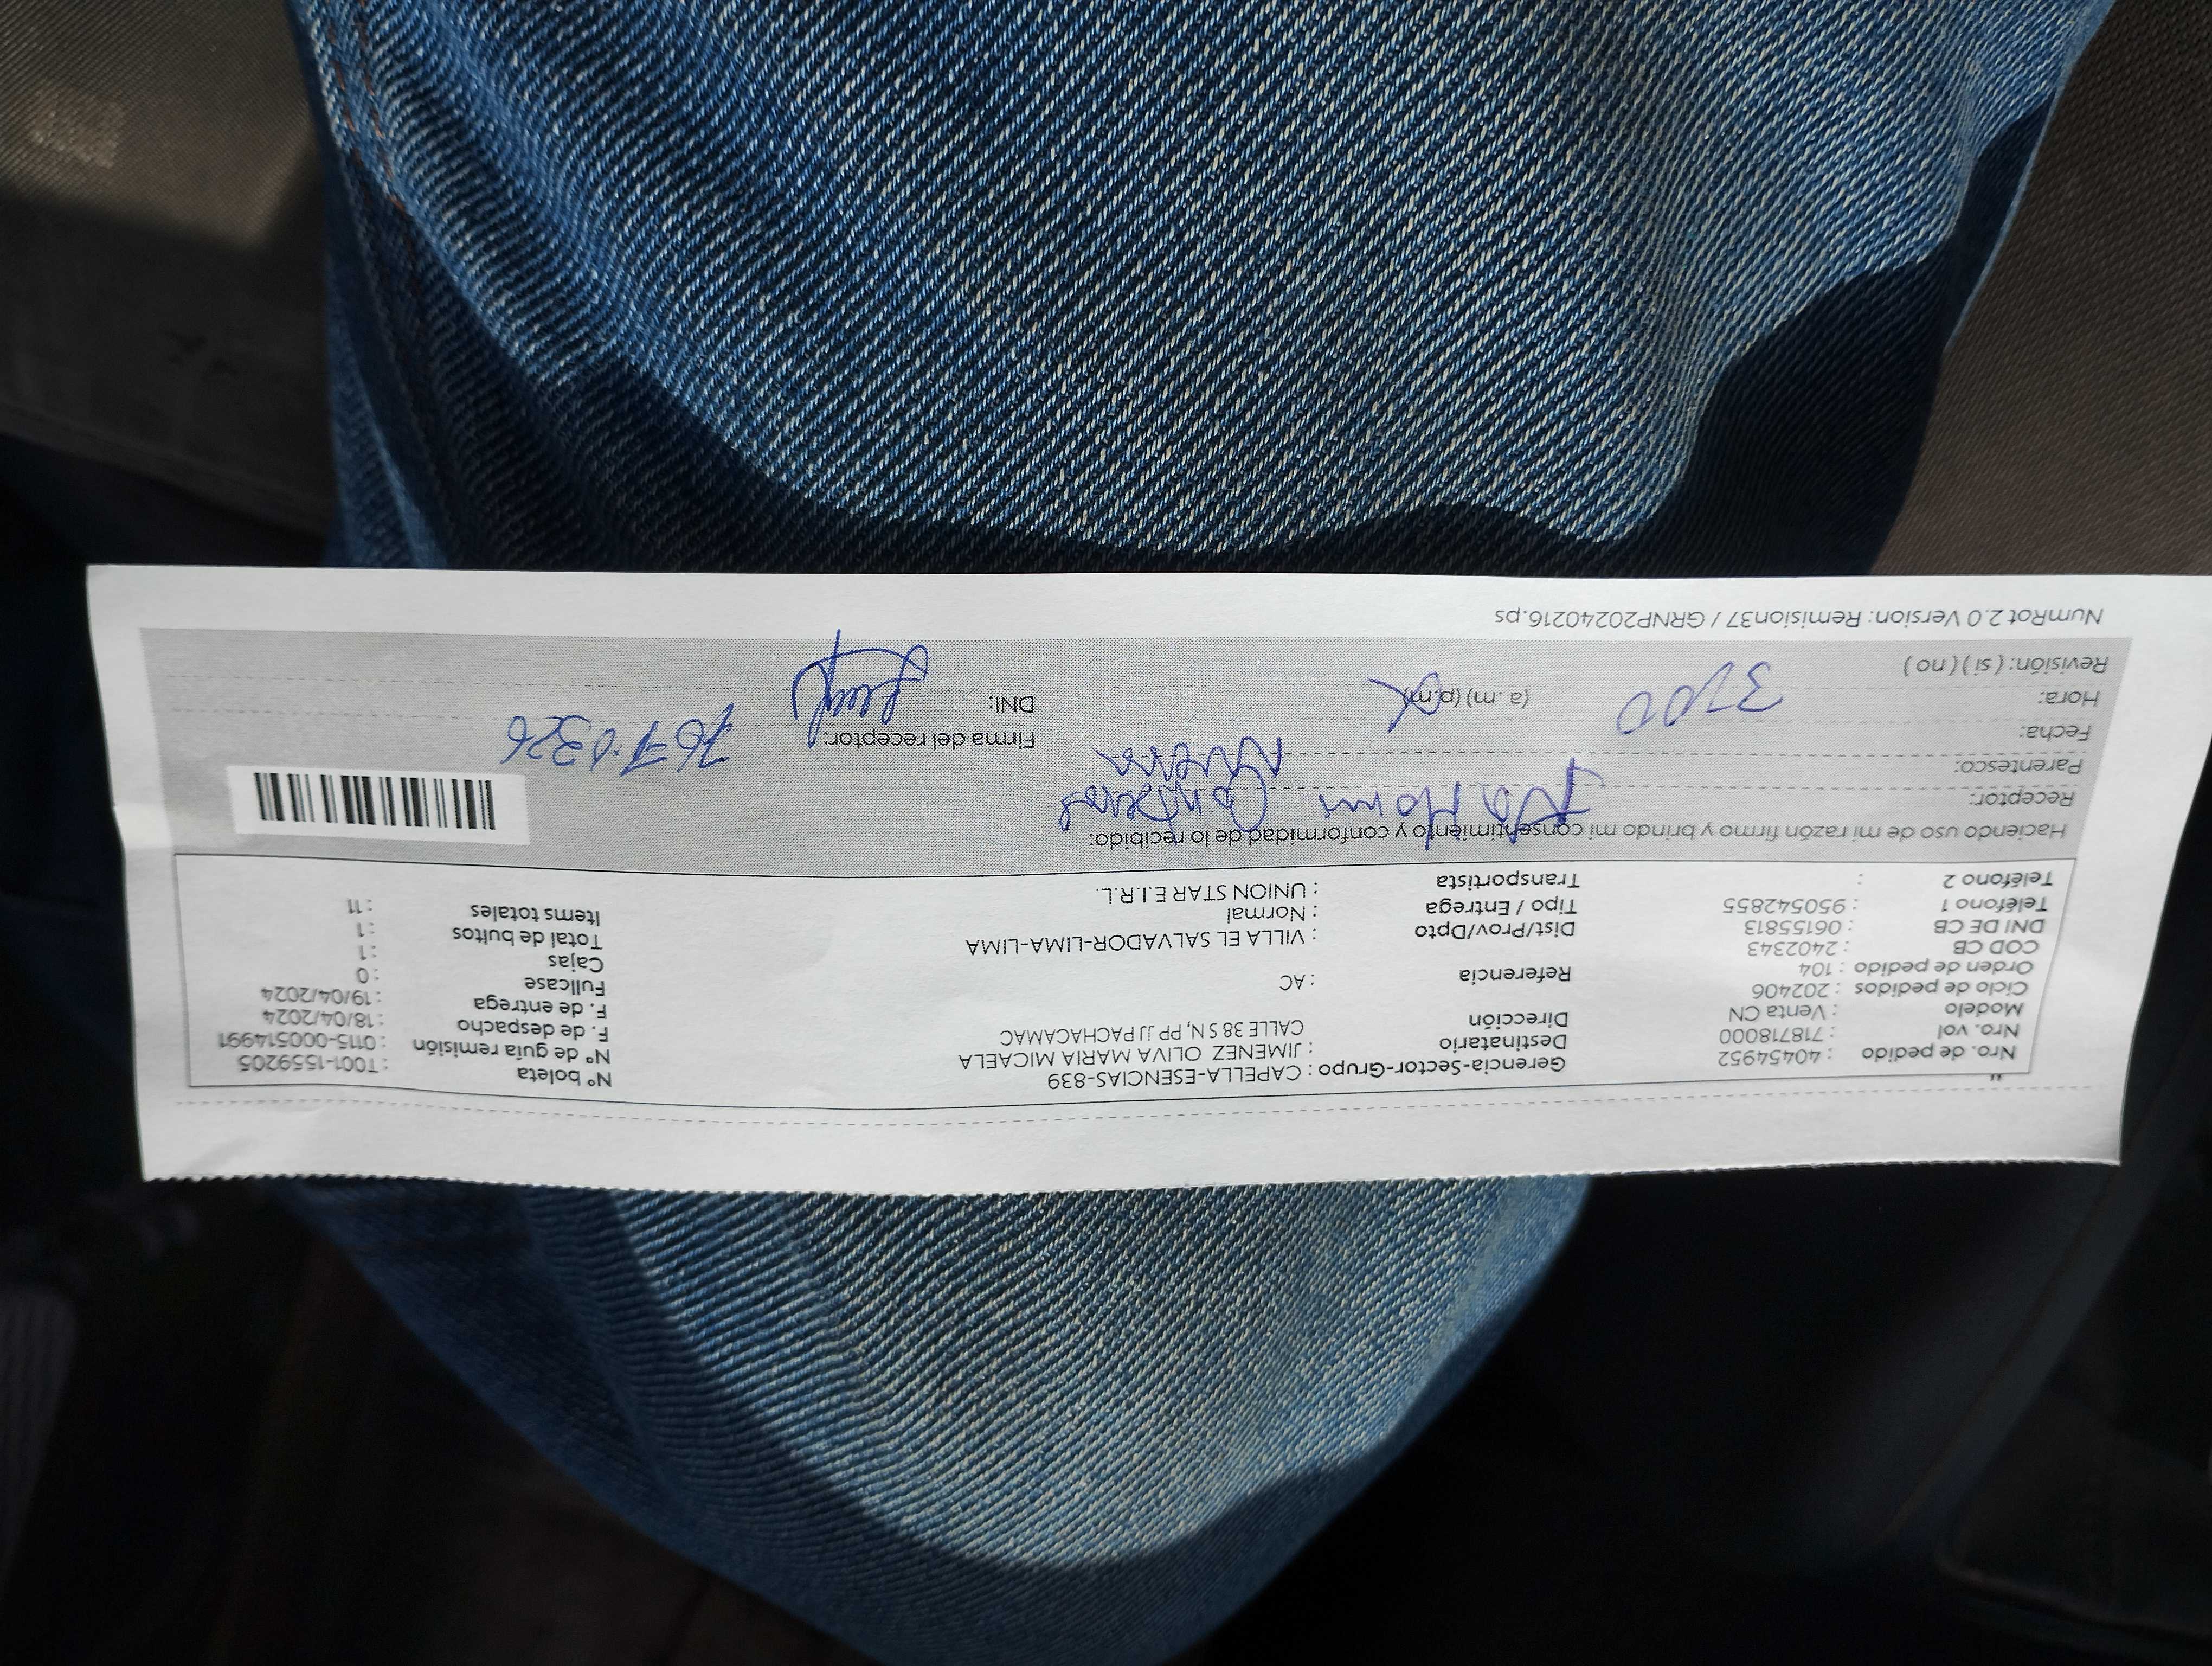 Nro. de pedido : 40454952
Nro. vol : 718718000
Modelo : Venta CN
Ciclo de pedidos : 202406
Orden de pedido : 104
COD CB : 2402343
DNI DE CB : 06155813
Teléfono 1 : 950542855
Teléfono 2 :
Gerencia-Sector-Grupo : CAPELLA-ESENCIAS-839
Destinatario : JIMENEZ OLIVA MARIA MICAELA
Dirección CALLE 38 S N, PP JJ PACHACAMAC
Referencia : AC
Dist/Prov/Dpto : VILLA EL SALVADOR-LIMA-LIMA
Tipo / Entrega : Normal
Transportista : UNION STAR E.I.R.L.
N° boleta : T001-1559205
N° de guia remisión : 0115-000514991
F. de despacho : 18/04/2024
F. de entrega : 19/04/2024
Fullcase : 0
Cajas : 1
Total de bultos : 1
Items totales : 11
Haciendo uso de mi razón firmo y brindo mi consentimiento y conformidad de lo recibido.
Receptor:
Parentesco:
Fecha:
Hora: (a. m) (p.m)
Revisión: ( si ) ( no )
Firma del receptor:
DNI:
NumRot 2.0 Version: Remision37 / GRNP20240216.ps